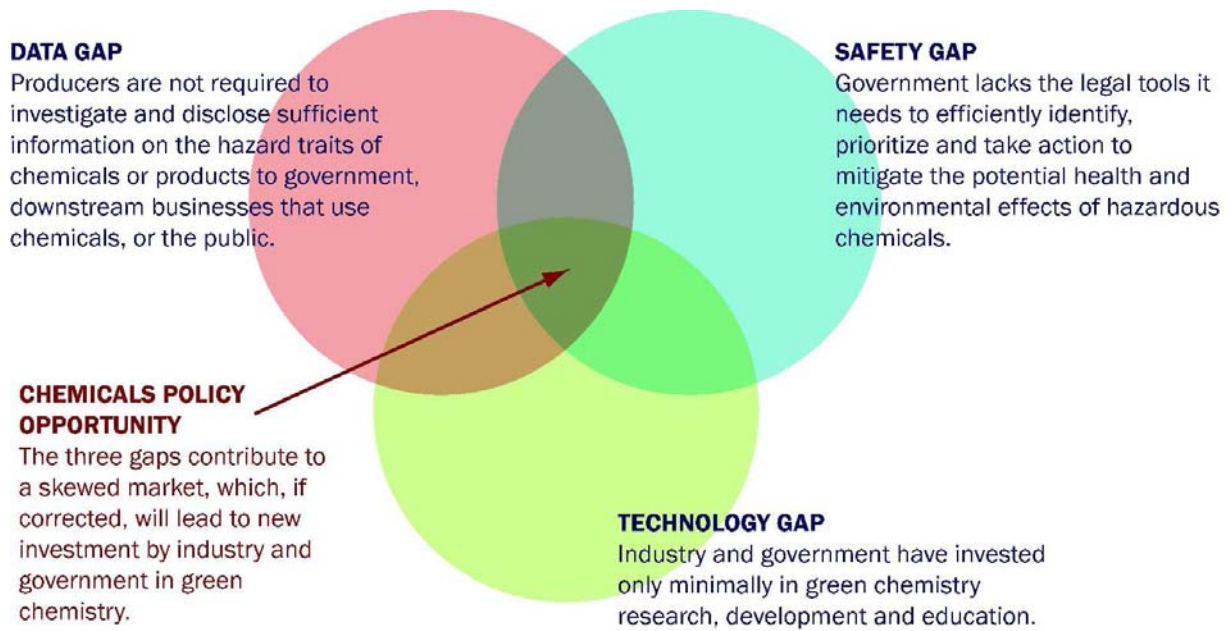 DATA GAP
Producers are not required to
investigate and disclose sufficient
information on the hazard traits of
chemicals or products to government,
downstream businesses that use
chemicals, or the public.
SAFETY GAP
Government lacks the legal tools it
needs to efficiently identify,
prioritize and take action to
mitigate the potential health and
environmental effects of hazardous
chemicals.
CHEMICALS POLICY
OPPORTUNITY
The three gaps contribute to
a skewed market, which, if
corrected, will lead to new
investment by industry and
government in green
chemistry.
TECHNOLOGY GAP
Industry and government have invested
only minimally in green chemistry
research, development and education.